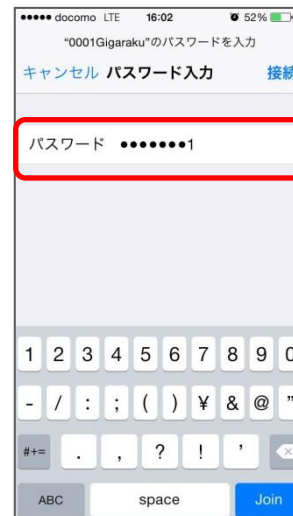 ●●●●● docomo LTE 16:02 52%
"0001Gigaraku"のパスワードを入力
キャンセル パスワード入力 接続
パスワード ●●●●●●●1
1 2 3 4 5 6 7 8 9 0
- / : ; ( ) ¥ & @ "
#+= . , ? ! '
ABC space Join